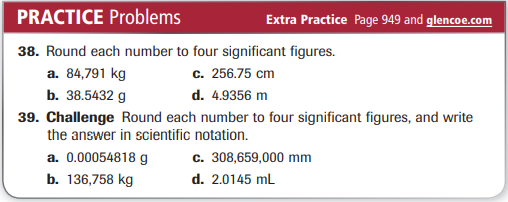 PRACTICE Problems Extra Practice Page 949 and glencoe.com
38. Round each number to four significant figures.
a. 84,791 kg c. 256.75 cm
b. 38.5432 g d. 4.9356 m
39. Challenge Round each number to four significant figures, and write
the answer in scientific notation.
a. 0.00054818 g c. 308,659,000 mm
b. 136,758 kg d. 2.0145 mL